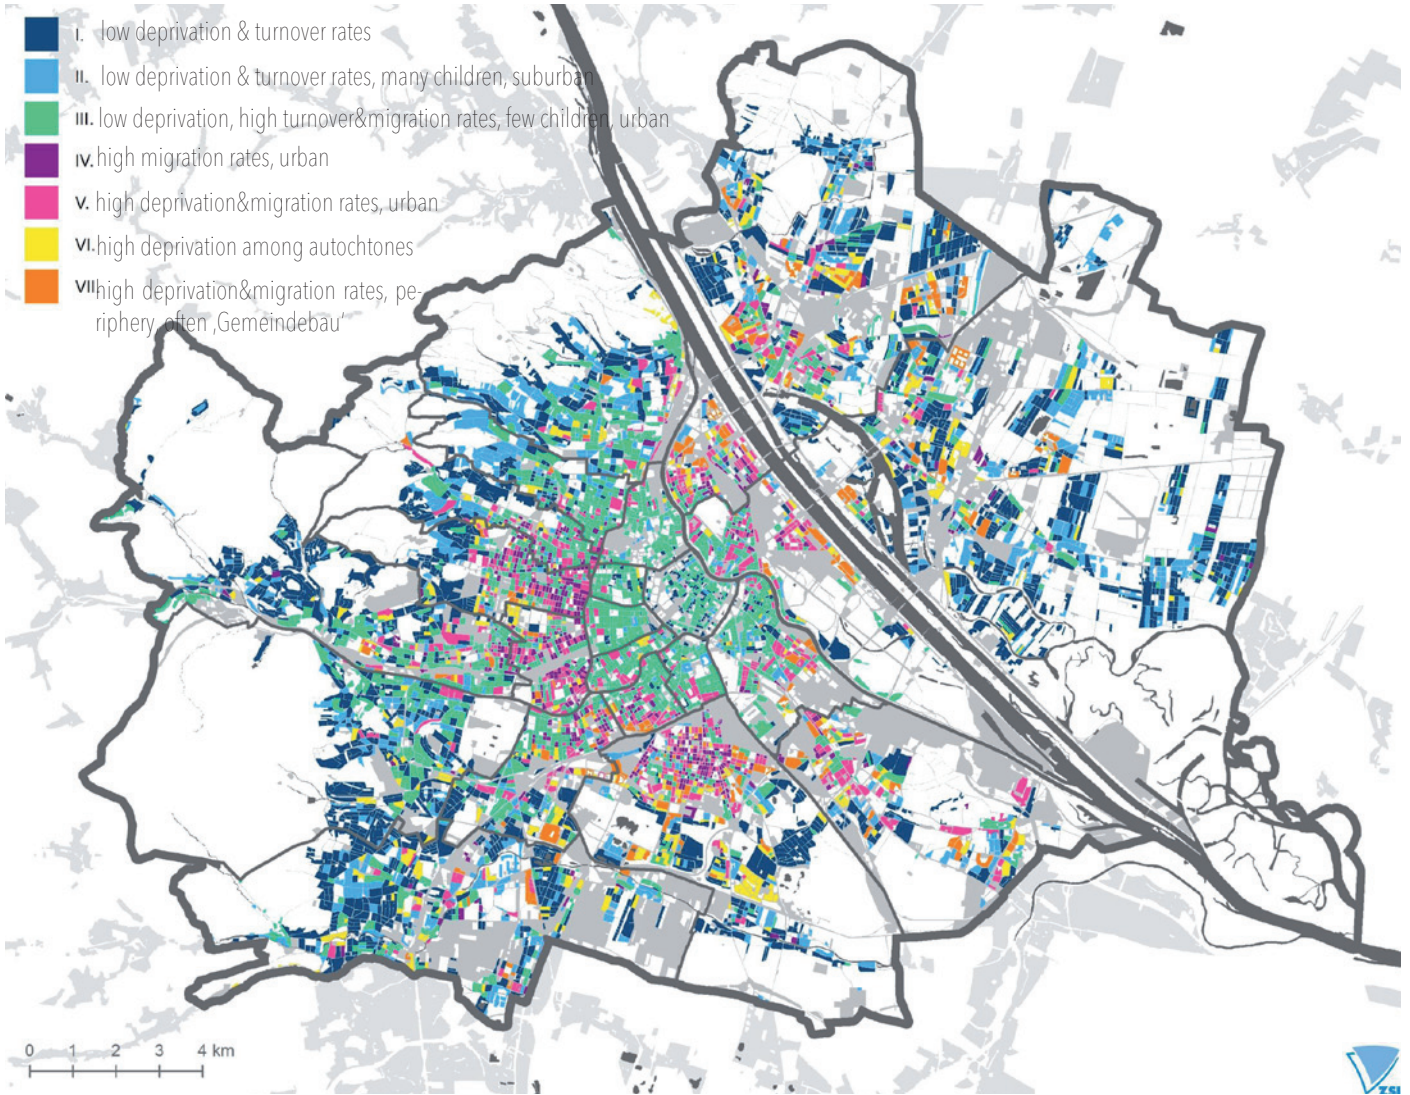 I. low deprivation & turnover rates
II. low deprivation & turnover rates, many children, suburban
III. low deprivation, high turnover&migration rates, few children, urban
IV. high migration rates, urban
V. high deprivation&migration rates, urban
VI. high deprivation among autochtones
VII high deprivation&migration rates, pe-
riphery, often ‚Gemeindebau‘
0 1 2 3 4 km
ZSI